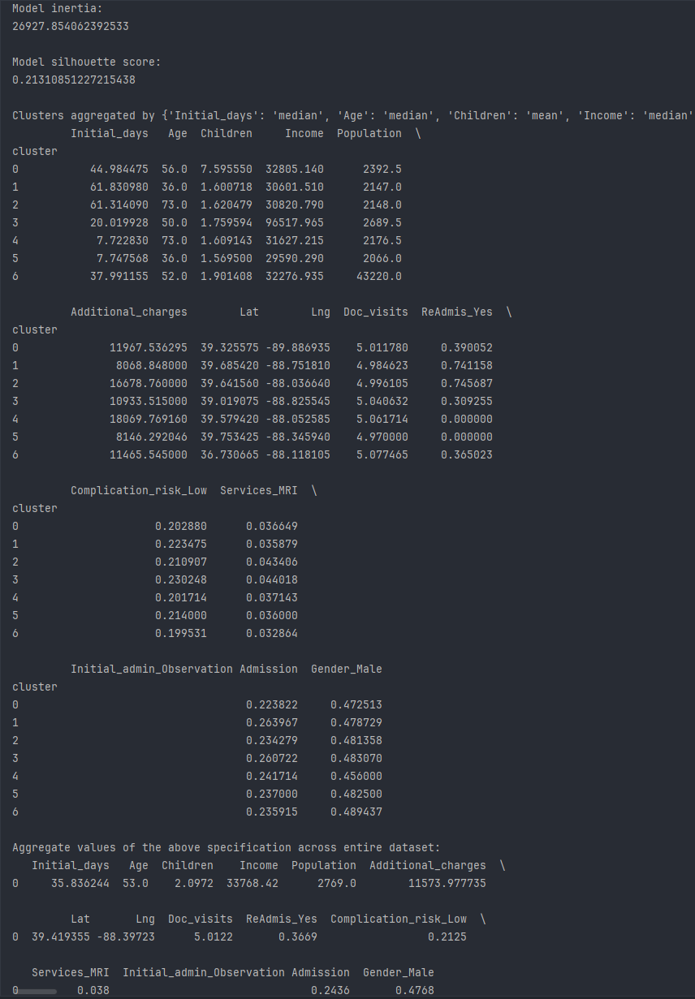 Model inertia:
26927.854062392533
Model silhouette score:
0.21310851227215438
Clusters aggregated by {'Initial_days': 'median', 'Age': 'median', 'Children': 'mean', 'Income': 'median'
Initial_days Age Children Income Population \
cluster
0 44.984475 56.0 7.595550 32805.140 2392.5
1 61.830980 36.0 1.600718 30601.510 2147.0
2 61.314090 73.0 1.620479 30820.790 2148.0
3 20.019928 50.0 1.759594 96517.965 2689.5
4 7.722830 73.0 1.609143 31627.215 2176.5
5 7.747568 36.0 1.569500 29590.290 2066.0
6 37.991155 52.0 1.901408 32276.935 43220.0
Additional_charges Lat Lng Doc_visits ReAdmis_Yes \
cluster
0 11967.536295 39.325575 -89.886935 5.011780 0.390052
1 8068.848000 39.685420 -88.751810 4.984623 0.741158
2 16678.760000 39.641560 -88.036640 4.996105 0.745687
3 10933.515000 39.019075 -88.825545 5.040632 0.309255
4 18069.769160 39.579420 -88.052585 5.061714 0.000000
5 8146.292046 39.753425 -88.345940 4.970000 0.000000
6 11465.545000 36.730665 -88.118105 5.077465 0.365023
Complication_risk_Low Services_MRI \
cluster
0 0.202880 0.036649
1 0.223475 0.035879
2 0.210907 0.043406
3 0.230248 0.044018
4 0.201714 0.037143
5 0.214000 0.036000
6 0.199531 0.032864
Initial_admin_Observation Admission Gender_Male
cluster
0 0.223822 0.472513
1 0.263967 0.478729
2 0.234279 0.481358
3 0.260722 0.483070
4 0.241714 0.456000
5 0.237000 0.482500
6 0.235915 0.489437
Aggregate values of the above specification across entire dataset:
Initial_days Age Children Income Population Additional_charges \
0 35.836244 53.0 2.0972 33768.42 2769.0 11573.977735
Lat Lng Doc_visits ReAdmis_Yes Complication_risk_Low \
0 39.419355 -88.39723 5.0122 0.3669 0.2125
Services_MRI Initial_admin_Observation Admission Gender_Male
0 0.038 0.2436 0.4768